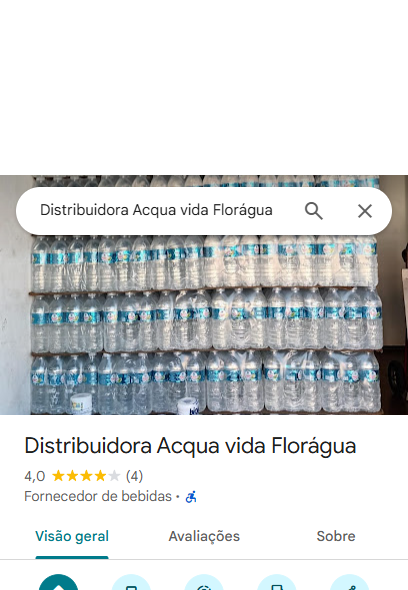 Distribuidora Acqua vida Florágua
Distribuidora Acqua vida Florágua
4,0 (4)
Fornecedor de bebidas ·
Visão geral
Avaliações
Sobre